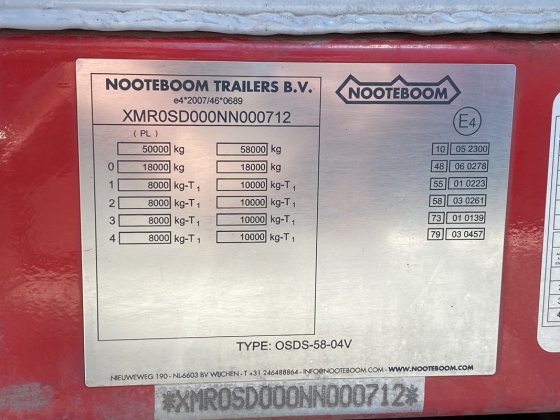 NOOTEBOOM TRAILERS B.V.
e4*2007/46*0689
XMR0SD000NN000712
(PL)
50000 kg 58000 kg
0 18000 kg 18000 kg
1 8000 kg-T1 10000 kg-T1
2 8000 kg-T1 10000 kg-T1
3 8000 kg-T1 10000 kg-T1
4 8000 kg-T1 10000 kg-T1
NOOTEBOOM
E4
10 05 2300
48 06 0278
55 01 0223
58 03 0261
73 01 0139
79 03 0457
TYPE: OSDS-58-04V
NIEUWEWEG 190 - NL-6603 BV WIJCHEN - T +31 246488864 - INFO@NOOTEBOOM.COM - WWW.NOOTEBOOM.COM
*XMR0SD000NN000712*